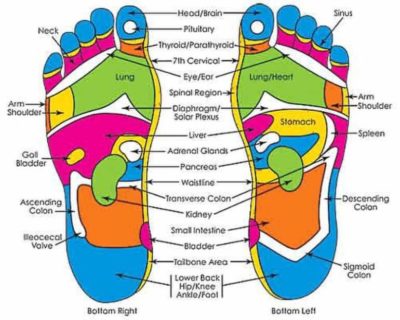 Head/Brain
Sinus
Pituitary
Neck
Thyroid/Parathyroid
7th Cervical
Eye/Ear
Lung
Lung/Heart
Spinal Region
Arm
Shoulder
Arm
Shoulder
Diaphragm/
Solar Plexus
Stomach
Liver
Spleen
Adrenal Glands
Gall
Bladder
Pancreas
Waistline
Transverse Colon
Ascending
Colon
Descending
Colon
Kidney
Small Intestine
Illeocecal
Valve
Bladder
Tailbone Area
Sigmoid
Colon
Lower Back
Hip/Knee
Ankle/Foot
Bottom Right
Bottom Left